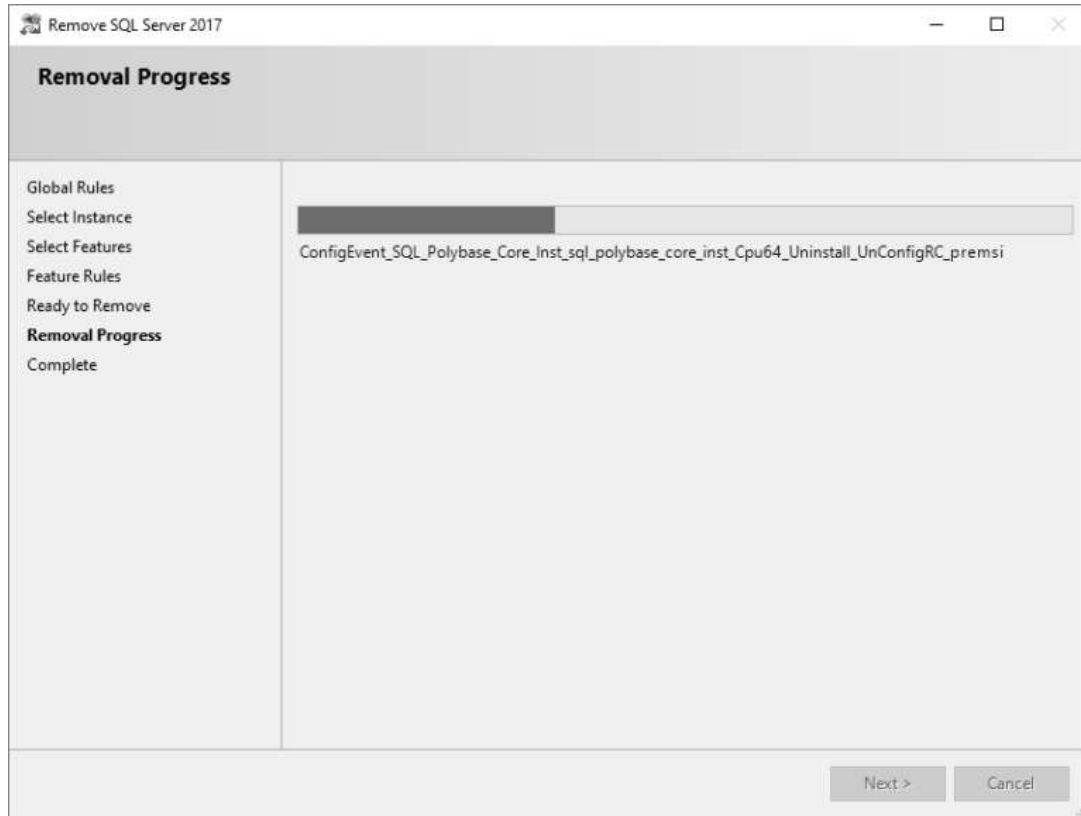 Remove SQL Server 2017
Removal Progress
Global Rules
Select Instance
Select Features
Feature Rules
Ready to Remove
Removal Progress
Complete
ConfigEvent_SQL_Polybase_Core_Inst_sql_polybase_core_inst_Cpu64_Uninstall_UnConfigRC_premsi
Next >
Cancel